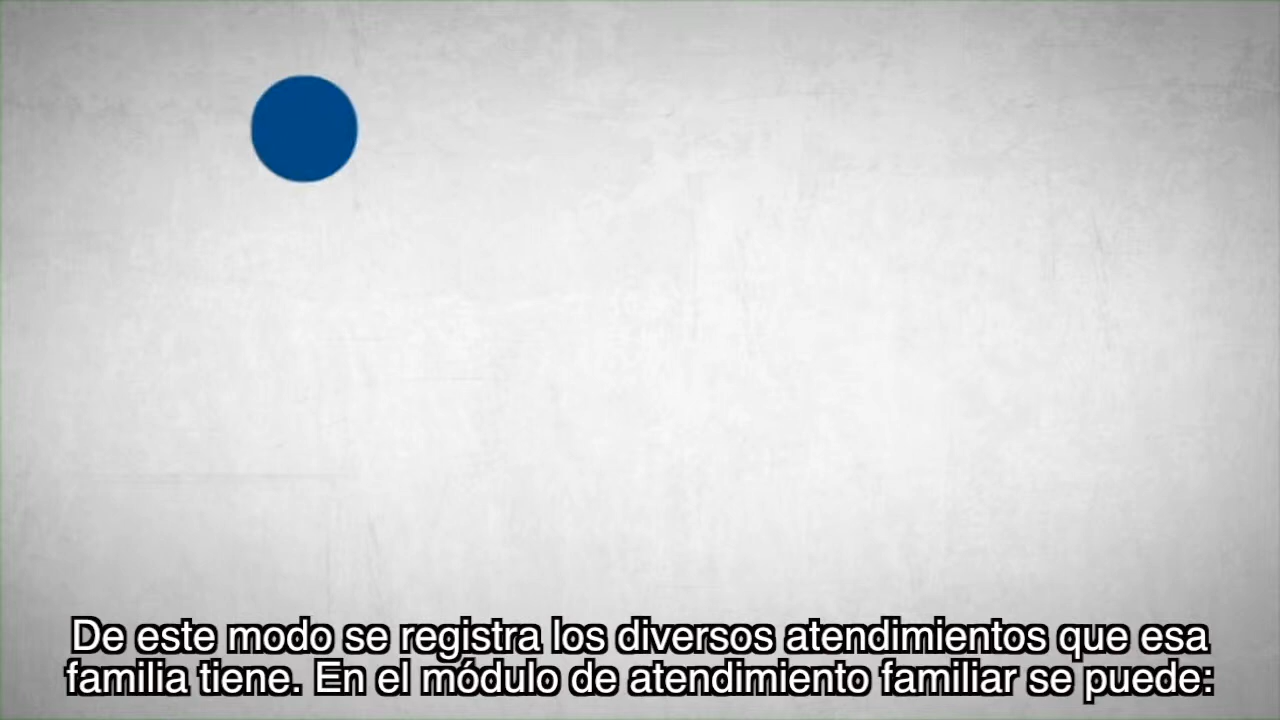 De este modo se registra los diversos atendimientos que esa
familia tiene. En el módulo de atendimiento familiar se puede: